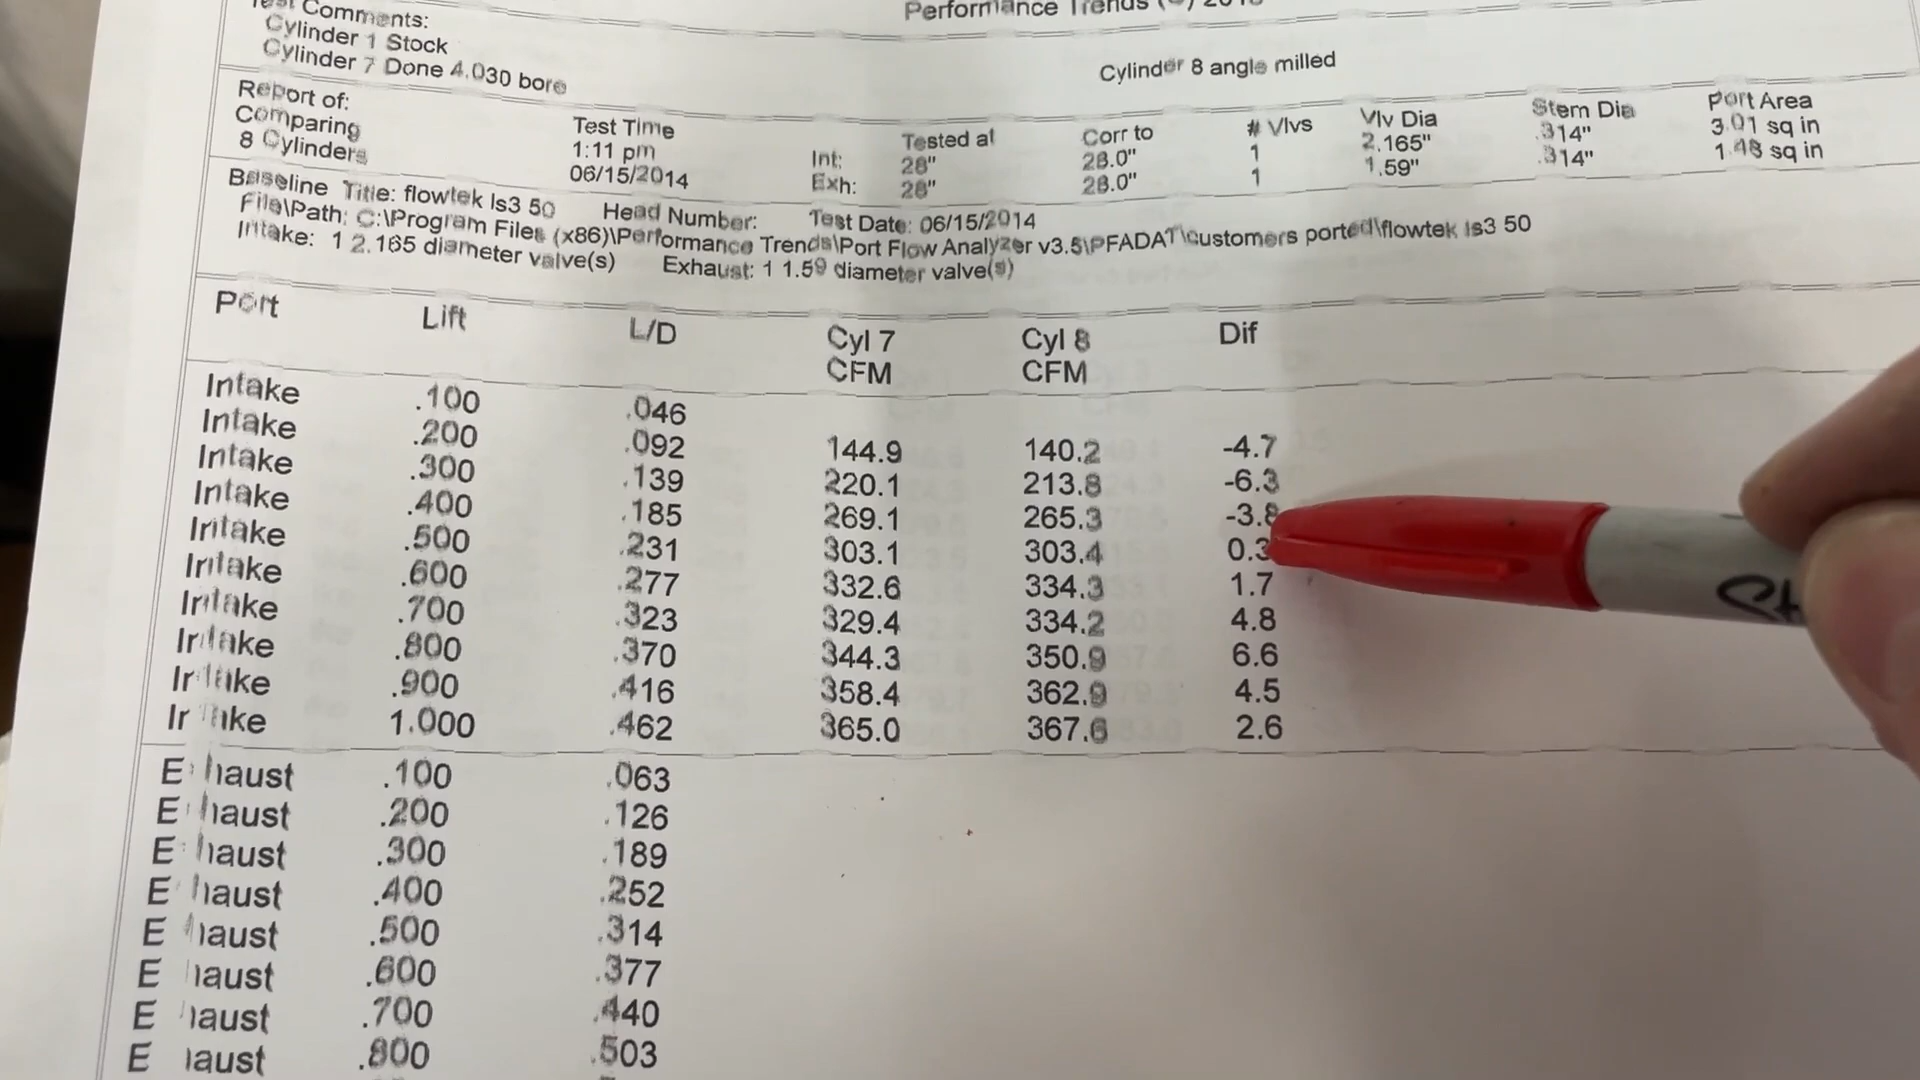 Test Comments:
Performance Trends (C) 2013
Cylinder 1 Stock
Cylinder 7 Done 4.030 bore
Cylinder 8 angle milled
Report of:
Comparing
8 Cylinders
Test Time
1:11 pm
06/15/2014
Tested at Corr to # Vlvs Vlv Dia Stem Dia Port Area
Int: 28" 28.0" 1 2.165" .314" 3.01 sq in
Exh: 28" 28.0" 1 1.59" .314" 1.48 sq in
Baseline Title: flowtek ls3 50 Head Number: Test Date: 06/15/2014
File\Path: C:\Program Files (x86)\Performance Trends\Port Flow Analyzer v3.5\PFADAT\customers ported\flowtek ls3 50
Intake: 1 2.165 diameter valve(s) Exhaust: 1 1.59 diameter valve(s)
Port Lift L/D Cyl 7 Cyl 8 Dif
CFM CFM
Intake .100 .046
Intake .200 .092 144.9 140.2 -4.7
Intake .300 .139 220.1 213.8 -6.3
Intake .400 .185 269.1 265.3 -3.8
Intake .500 .231 303.1 303.4 0.3
Intake .600 .277 332.6 334.3 1.7
Intake .700 .323 329.4 334.2 4.8
Intake .800 .370 344.3 350.9 6.6
Intake .900 .416 358.4 362.9 4.5
Intake 1.000 .462 365.0 367.6 2.6
Exhaust .100 .063
Exhaust .200 .126
Exhaust .300 .189
Exhaust .400 .252
Exhaust .500 .314
Exhaust .600 .377
Exhaust .700 .440
Exhaust .800 .503